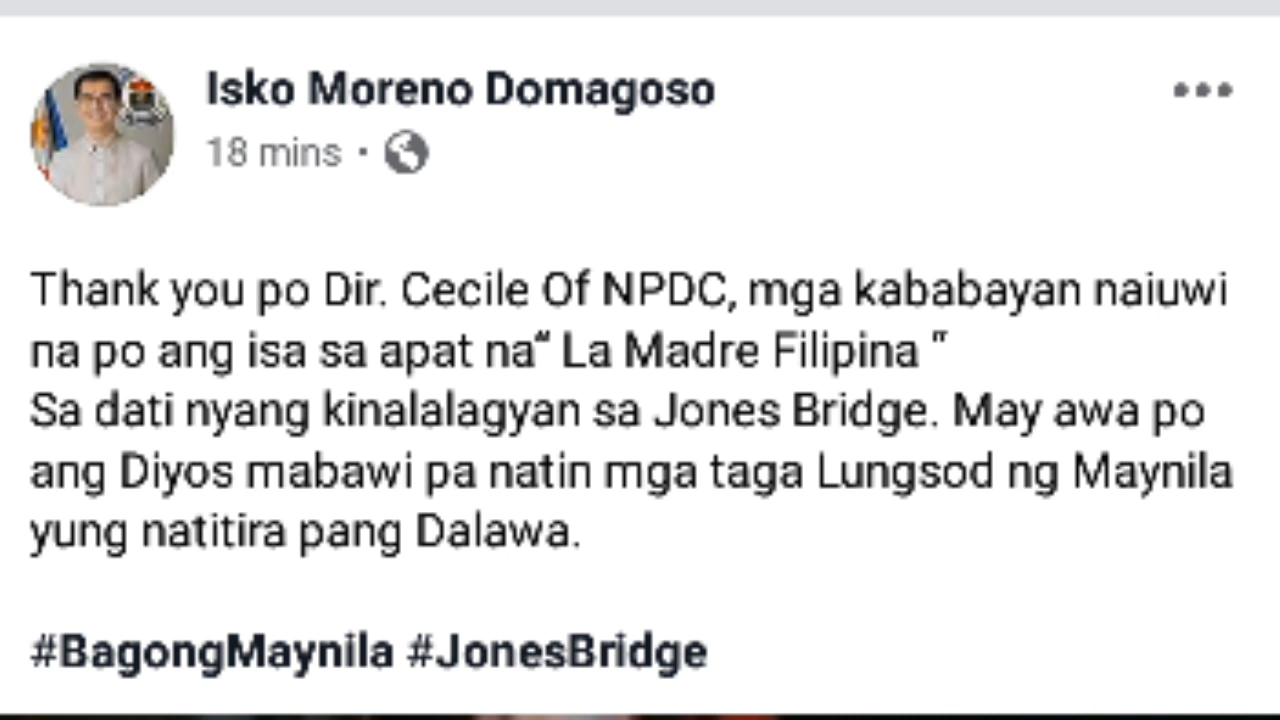 Isko Moreno Domagoso
18 mins ·
Thank you po Dir. Cecile Of NPDC, mga kababayan naiuwi
na po ang isa sa apat na“ La Madre Filipina ”
Sa dati nyang kinalalagyan sa Jones Bridge. May awa po
ang Diyos mabawi pa natin mga taga Lungsod ng Maynila
yung natitira pang Dalawa.
#BagongMaynila #JonesBridge